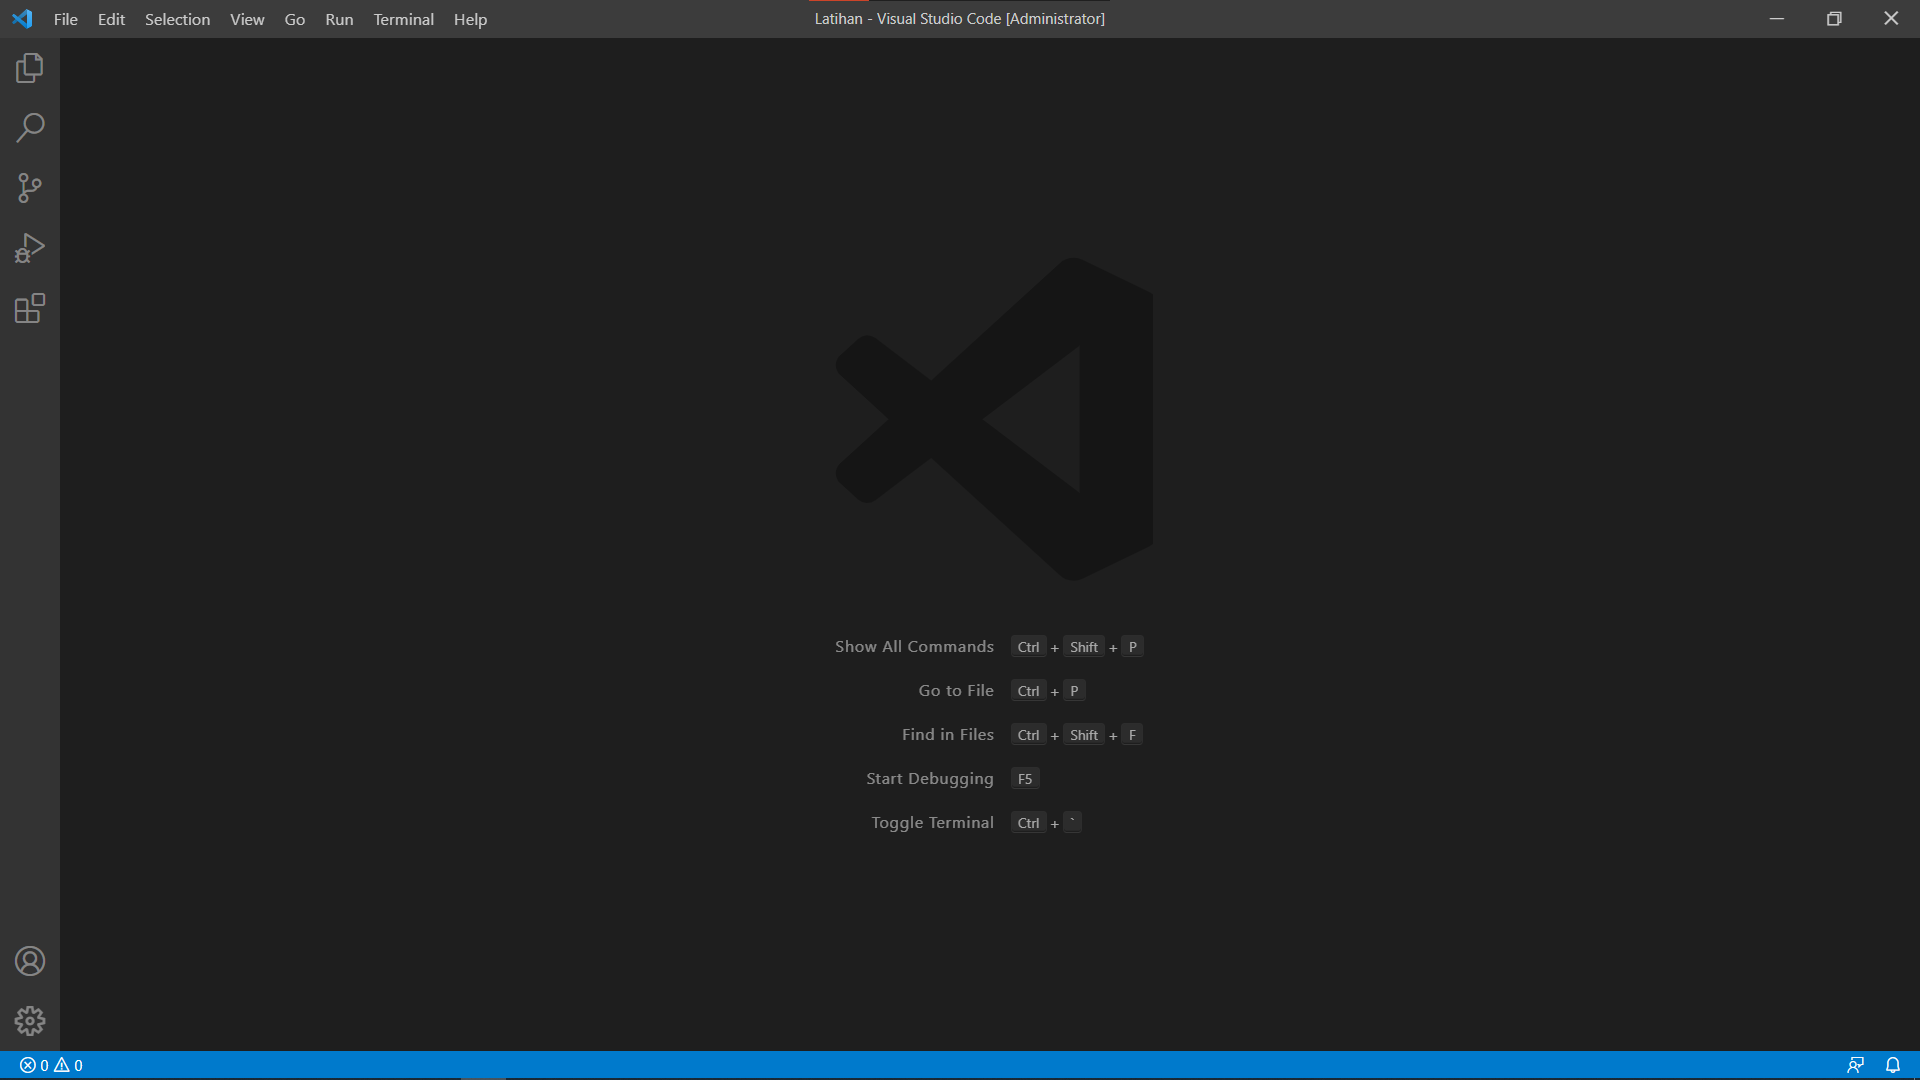 File Edit Selection View Go Run Terminal Help Latihan - Visual Studio Code [Administrator]
Show All Commands Ctrl + Shift + P
Go to File Ctrl + P
Find in Files Ctrl + Shift + F
Start Debugging F5
Toggle Terminal Ctrl + `
0 0